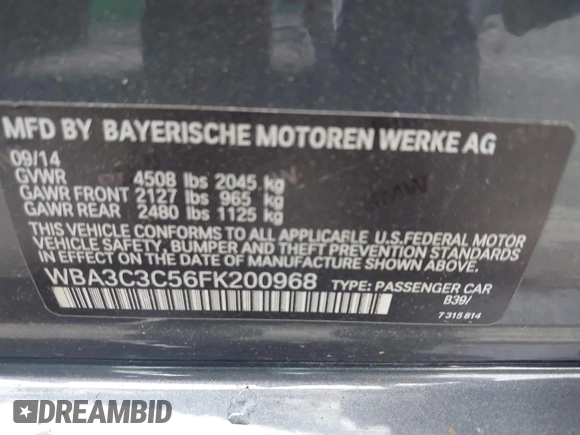 MFD BY BAYERISCHE MOTOREN WERKE AG
09/14
GVWR 4508 lbs 2045 kg
GAWR FRONT 2127 lbs 965 kg
GAWR REAR 2480 lbs 1125 kg
THIS VEHICLE CONFORMS TO ALL APPLICABLE U.S.FEDERAL MOTOR
VEHICLE SAFETY, BUMPER AND THEFT PREVENTION STANDARDS
IN EFFECT ON THE DATE OF MANUFACTURE SHOWN ABOVE.
WBA3C3C56FK200968 TYPE: PASSENGER CAR
B39/
7 315 814
DREAMBID